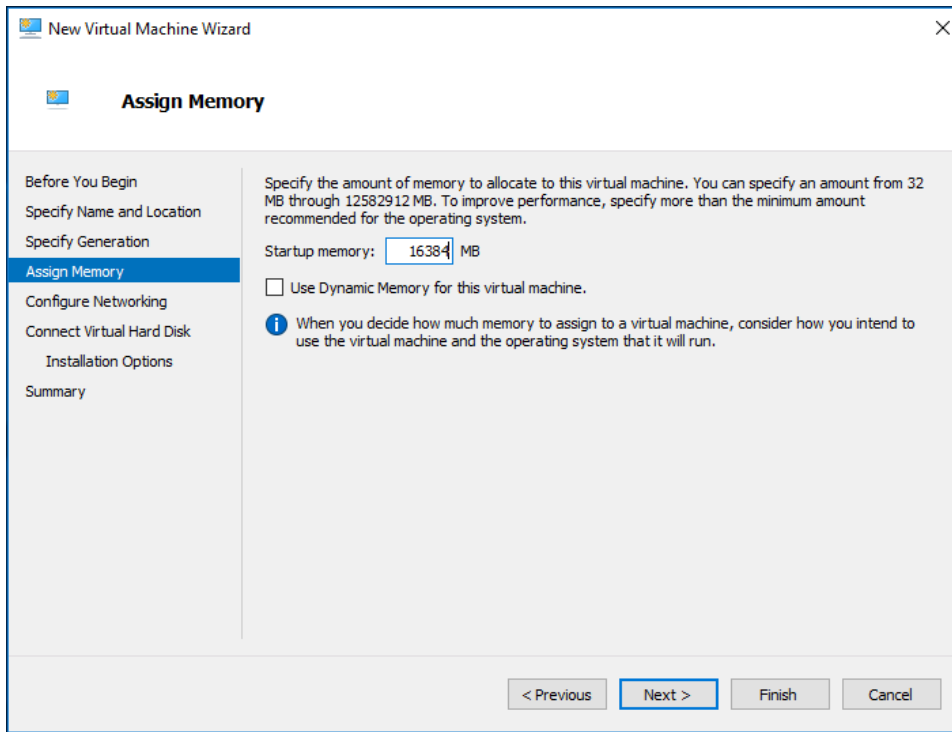 New Virtual Machine Wizard
Assign Memory
Before You Begin
Specify Name and Location
Specify Generation
Assign Memory
Configure Networking
Connect Virtual Hard Disk
Installation Options
Summary
Specify the amount of memory to allocate to this virtual machine. You can specify an amount from 32
MB through 12582912 MB. To improve performance, specify more than the minimum amount
recommended for the operating system.
Startup memory: 16384 MB
Use Dynamic Memory for this virtual machine.
When you decide how much memory to assign to a virtual machine, consider how you intend to
use the virtual machine and the operating system that it will run.
< Previous Next > Finish Cancel